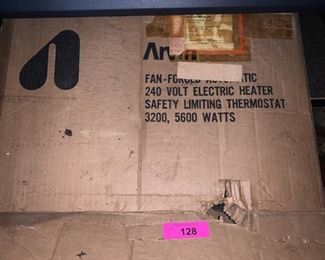 FAN-FORCED AUTOMATIC
240 VOLT ELECTRIC HEATER
SAFETY LIMITING THERMOSTAT
3200, 5600 WATTS
128